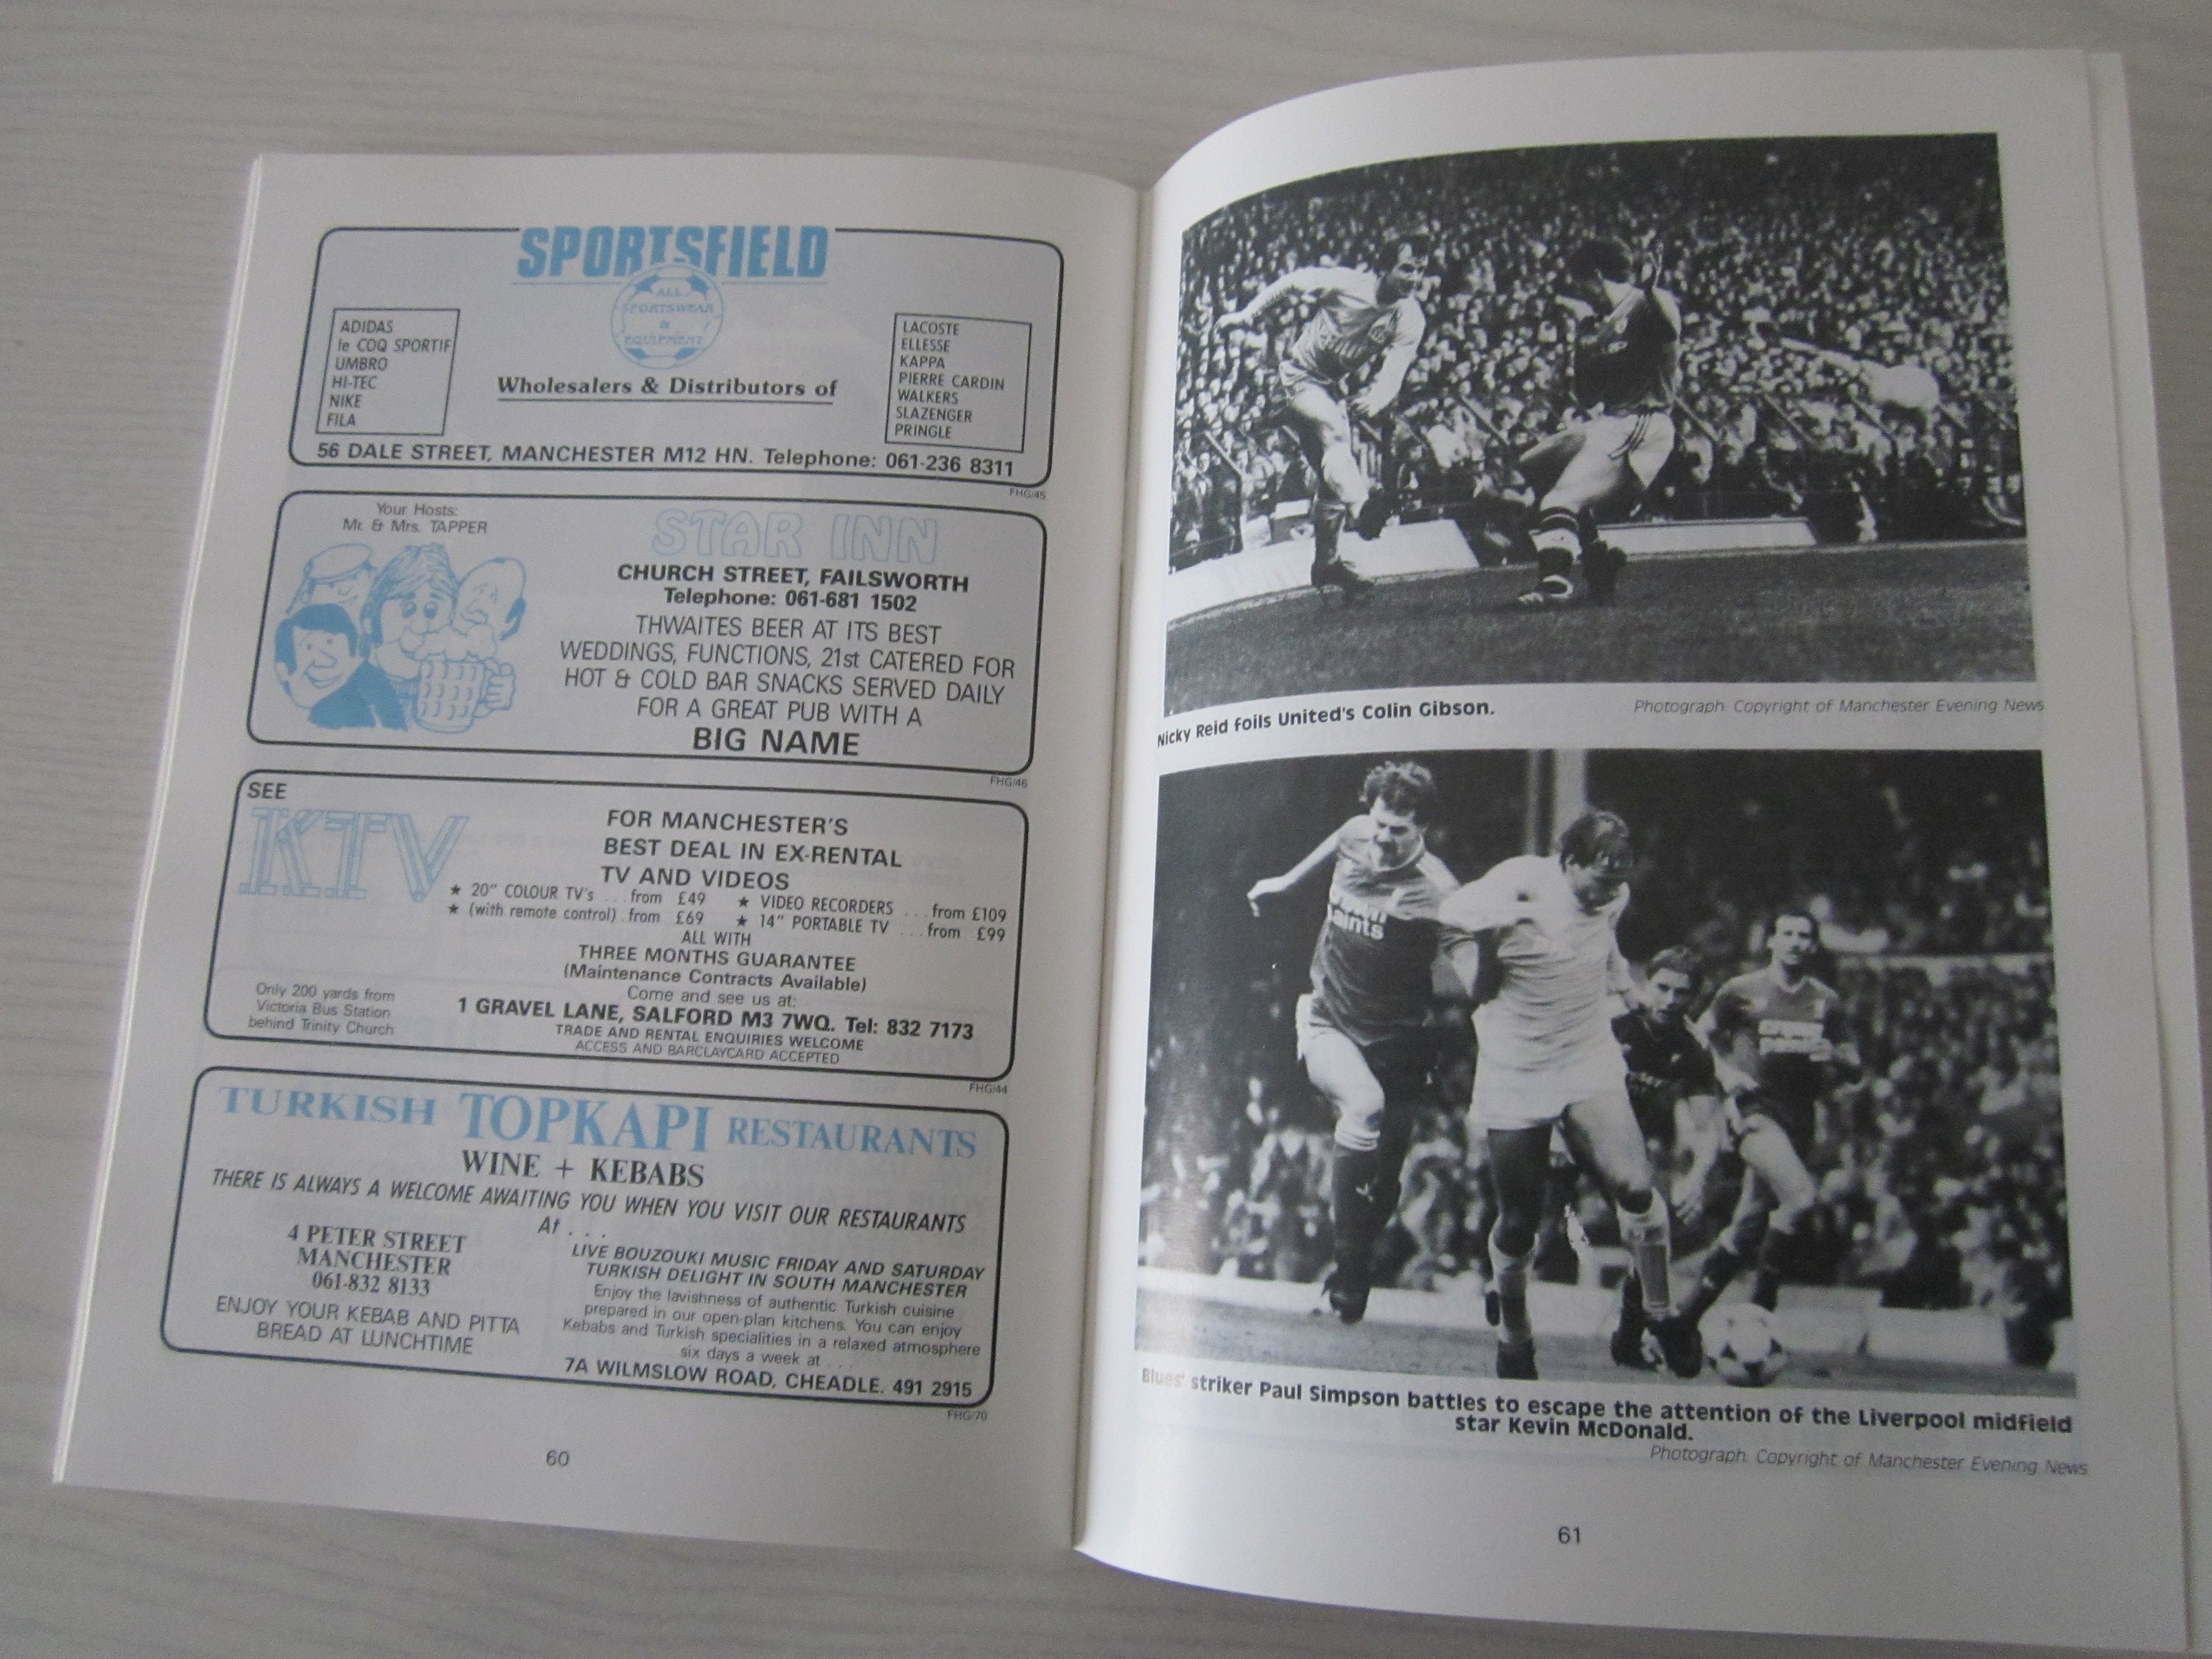 SPORTSFIELD
ALL
SPORTSWEAR
&
EQUIPMENT
ADIDAS
le COQ SPORTIF
UMBRO
HI-TEC
NIKE
FILA
Wholesalers & Distributors of
LACOSTE
ELLESSE
KAPPA
PIERRE CARDIN
WALKERS
SLAZENGER
PRINGLE
56 DALE STREET, MANCHESTER M12 HN. Telephone: 061-236 8311
FHG/45
Your Hosts:
Mr. & Mrs. TAPPER
STAR INN
CHURCH STREET, FAILSWORTH
Telephone: 061-681 1502
THWAITES BEER AT ITS BEST
WEDDINGS, FUNCTIONS, 21st CATERED FOR
HOT & COLD BAR SNACKS SERVED DAILY
FOR A GREAT PUB WITH A
BIG NAME
FHG/46
SEE
KTV
FOR MANCHESTER'S
BEST DEAL IN EX-RENTAL
TV AND VIDEOS
★ 20" COLOUR TV's ... from £49 ★ VIDEO RECORDERS ... from £109
★ (with remote control) . from £69 ★ 14" PORTABLE TV ... from £99
ALL WITH
THREE MONTHS GUARANTEE
(Maintenance Contracts Available)
Come and see us at:
1 GRAVEL LANE, SALFORD M3 7WQ. Tel: 832 7173
TRADE AND RENTAL ENQUIRIES WELCOME
ACCESS AND BARCLAYCARD ACCEPTED
Only 200 yards from
Victoria Bus Station
behind Trinity Church
FHG/44
TURKISH TOPKAPI RESTAURANTS
WINE + KEBABS
THERE IS ALWAYS A WELCOME AWAITING YOU WHEN YOU VISIT OUR RESTAURANTS
At . . .
4 PETER STREET
MANCHESTER
061-832 8133
ENJOY YOUR KEBAB AND PITTA
BREAD AT LUNCHTIME
LIVE BOUZOUKI MUSIC FRIDAY AND SATURDAY
TURKISH DELIGHT IN SOUTH MANCHESTER
Enjoy the lavishness of authentic Turkish cuisine
prepared in our open-plan kitchens. You can enjoy
Kebabs and Turkish specialities in a relaxed atmosphere
six days a week at . . .
7A WILMSLOW ROAD, CHEADLE. 491 2915
FHG/70
60
Nicky Reid foils United's Colin Gibson.
Photograph. Copyright of Manchester Evening News
Blues' striker Paul Simpson battles to escape the attention of the Liverpool midfield
star Kevin McDonald.
Photograph. Copyright of Manchester Evening News
61